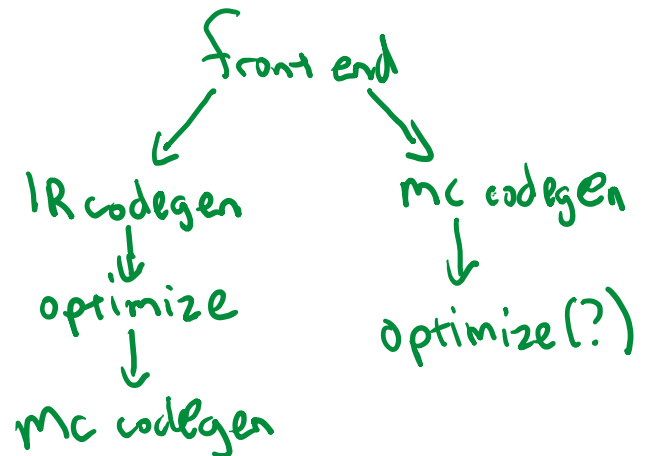 front end
IR codegen
mc codegen
optimize
optimize(?)
mc codegen